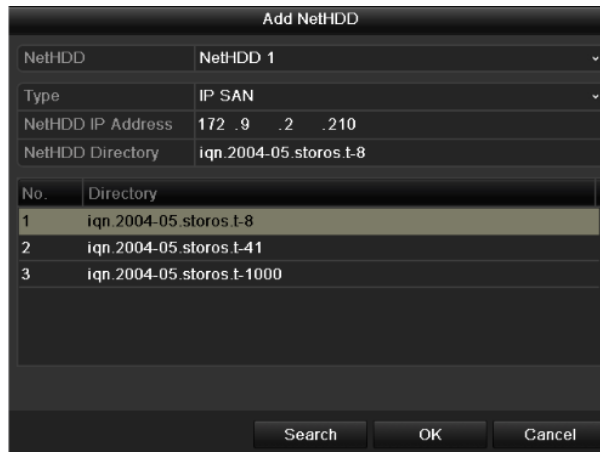 Add NetHDD
NetHDD NetHDD 1
Type IP SAN
NetHDD IP Address 172 .9 .2 .210
NetHDD Directory iqn.2004-05.storos.t-8
No. Directory
1 iqn.2004-05.storos.t-8
2 iqn.2004-05.storos.t-41
3 iqn.2004-05.storos.t-1000
Search OK Cancel